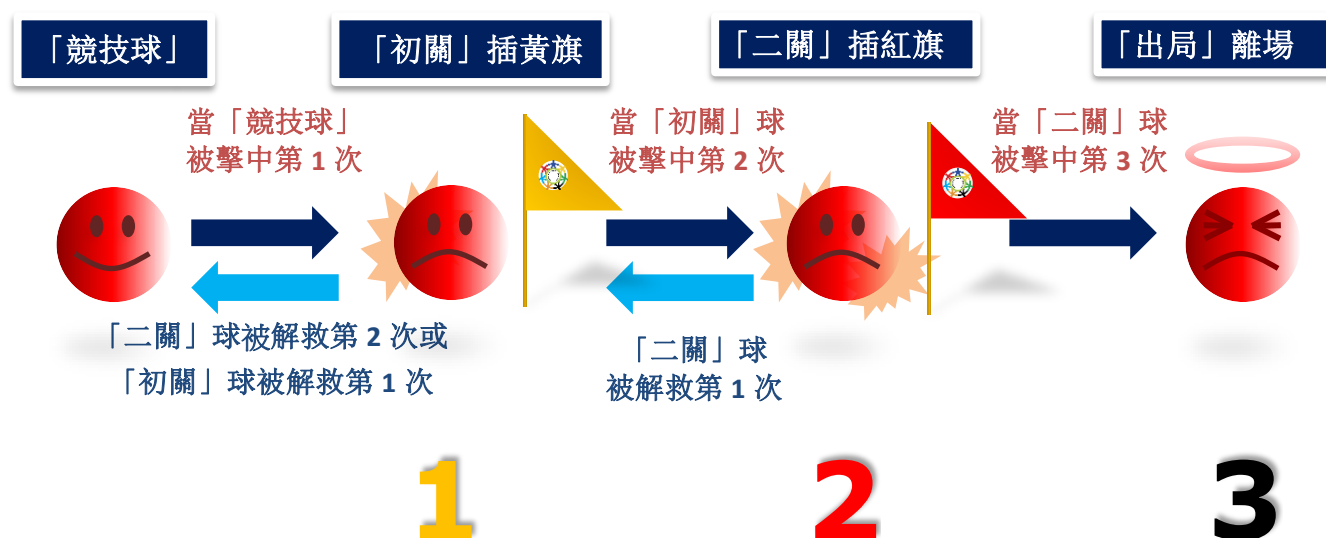 「競技球」
「初關」插黃旗
「二關」插紅旗
「出局」離場
當「競技球」
被擊中第 1 次
當「初關」球
被擊中第 2 次
當「二關」球
被擊中第 3 次
「二關」球被解救第 2 次或
「初關」球被解救第 1 次
「二關」球
被解救第 1 次
1
2
3